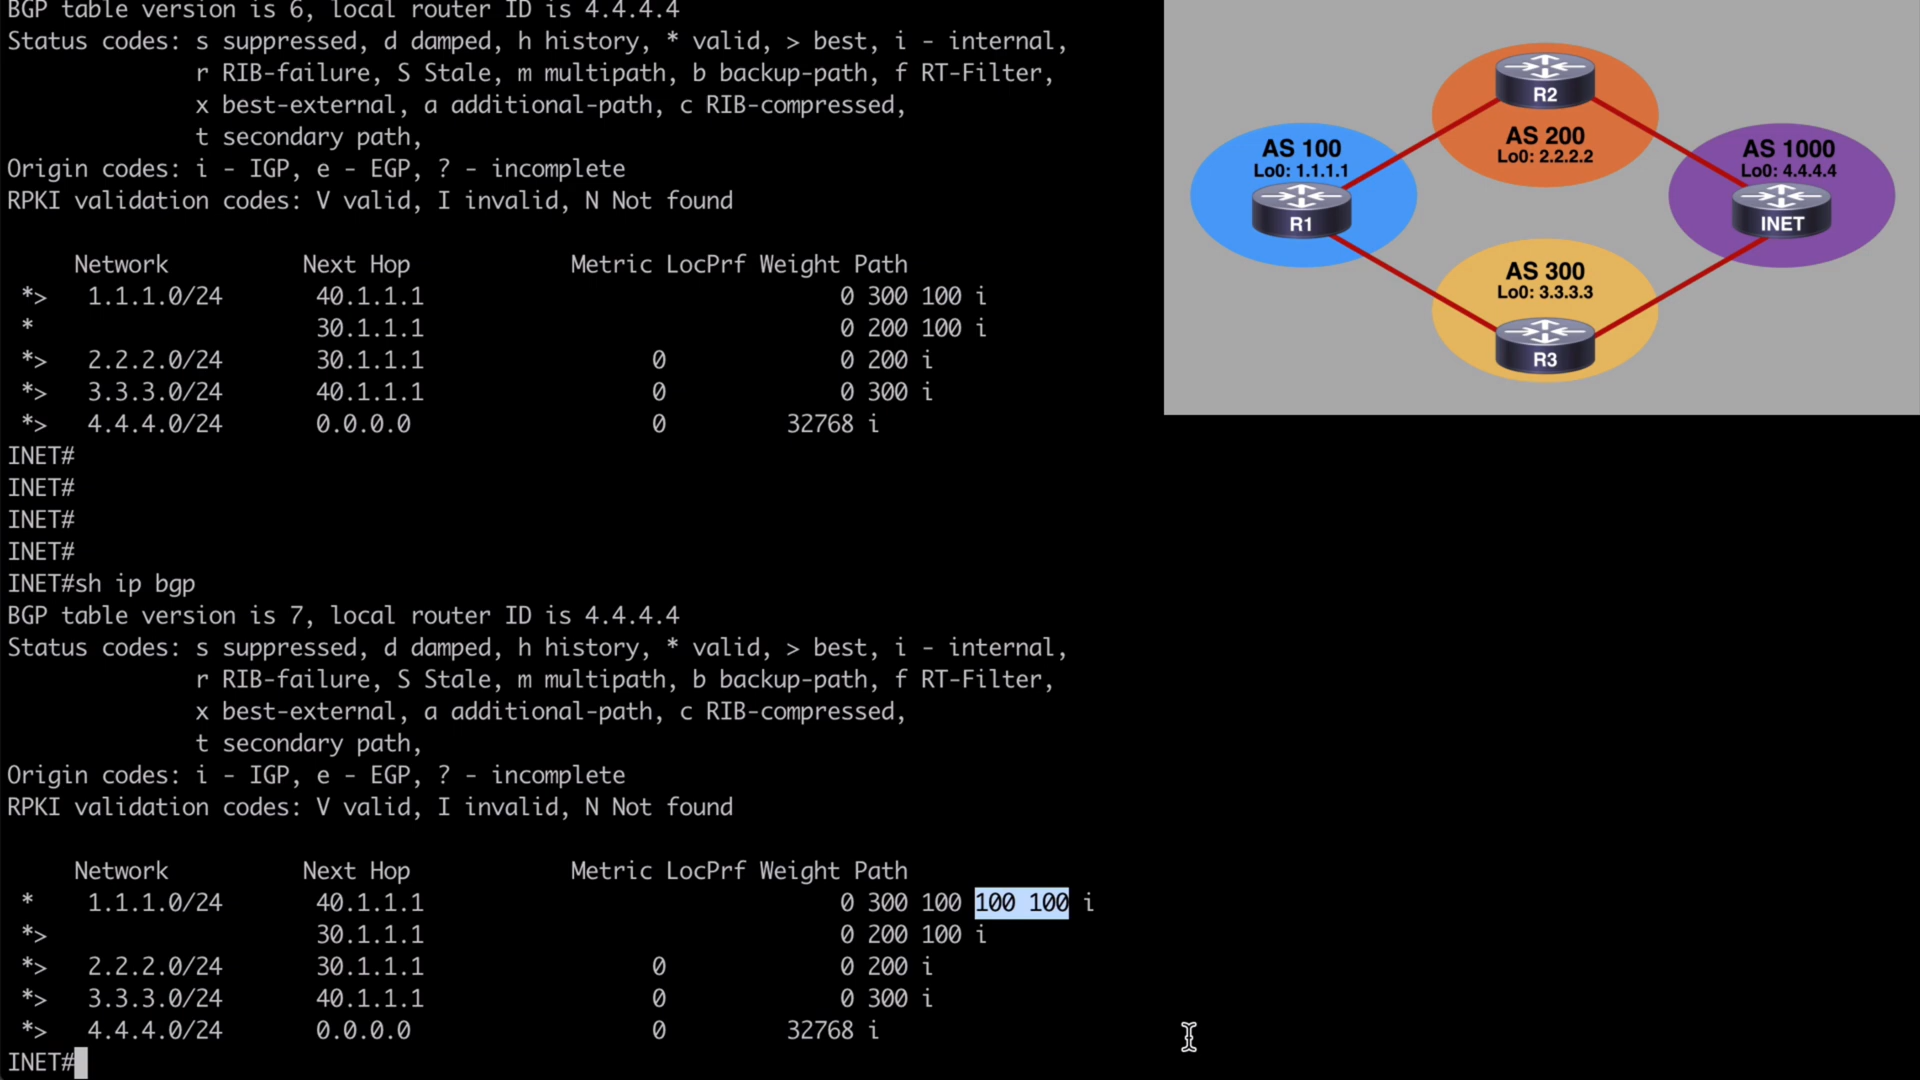 BGP table version is 6, local router ID is 4.4.4.4
Status codes: s suppressed, d damped, h history, * valid, > best, i - internal,
              r RIB-failure, S Stale, m multipath, b backup-path, f RT-Filter,
              x best-external, a additional-path, c RIB-compressed,
              t secondary path,
Origin codes: i - IGP, e - EGP, ? - incomplete
RPKI validation codes: V valid, I invalid, N Not found

     Network          Next Hop            Metric LocPrf Weight Path
 *>   1.1.1.0/24       40.1.1.1                               0 300 100 i
 *                     30.1.1.1                               0 200 100 i
 *>   2.2.2.0/24       30.1.1.1                 0             0 200 i
 *>   3.3.3.0/24       40.1.1.1                 0             0 300 i
 *>   4.4.4.0/24       0.0.0.0                  0         32768 i
INET#
INET#
INET#
INET#
INET#sh ip bgp
BGP table version is 7, local router ID is 4.4.4.4
Status codes: s suppressed, d damped, h history, * valid, > best, i - internal,
              r RIB-failure, S Stale, m multipath, b backup-path, f RT-Filter,
              x best-external, a additional-path, c RIB-compressed,
              t secondary path,
Origin codes: i - IGP, e - EGP, ? - incomplete
RPKI validation codes: V valid, I invalid, N Not found

     Network          Next Hop            Metric LocPrf Weight Path
 *    1.1.1.0/24       40.1.1.1                               0 300 100 100 100 i
 *>                    30.1.1.1                               0 200 100 i
 *>   2.2.2.0/24       30.1.1.1                 0             0 200 i
 *>   3.3.3.0/24       40.1.1.1                 0             0 300 i
 *>   4.4.4.0/24       0.0.0.0                  0         32768 i
INET#
R2
AS 200
Lo0: 2.2.2.2
AS 100
Lo0: 1.1.1.1
R1
AS 1000
Lo0: 4.4.4.4
INET
AS 300
Lo0: 3.3.3.3
R3